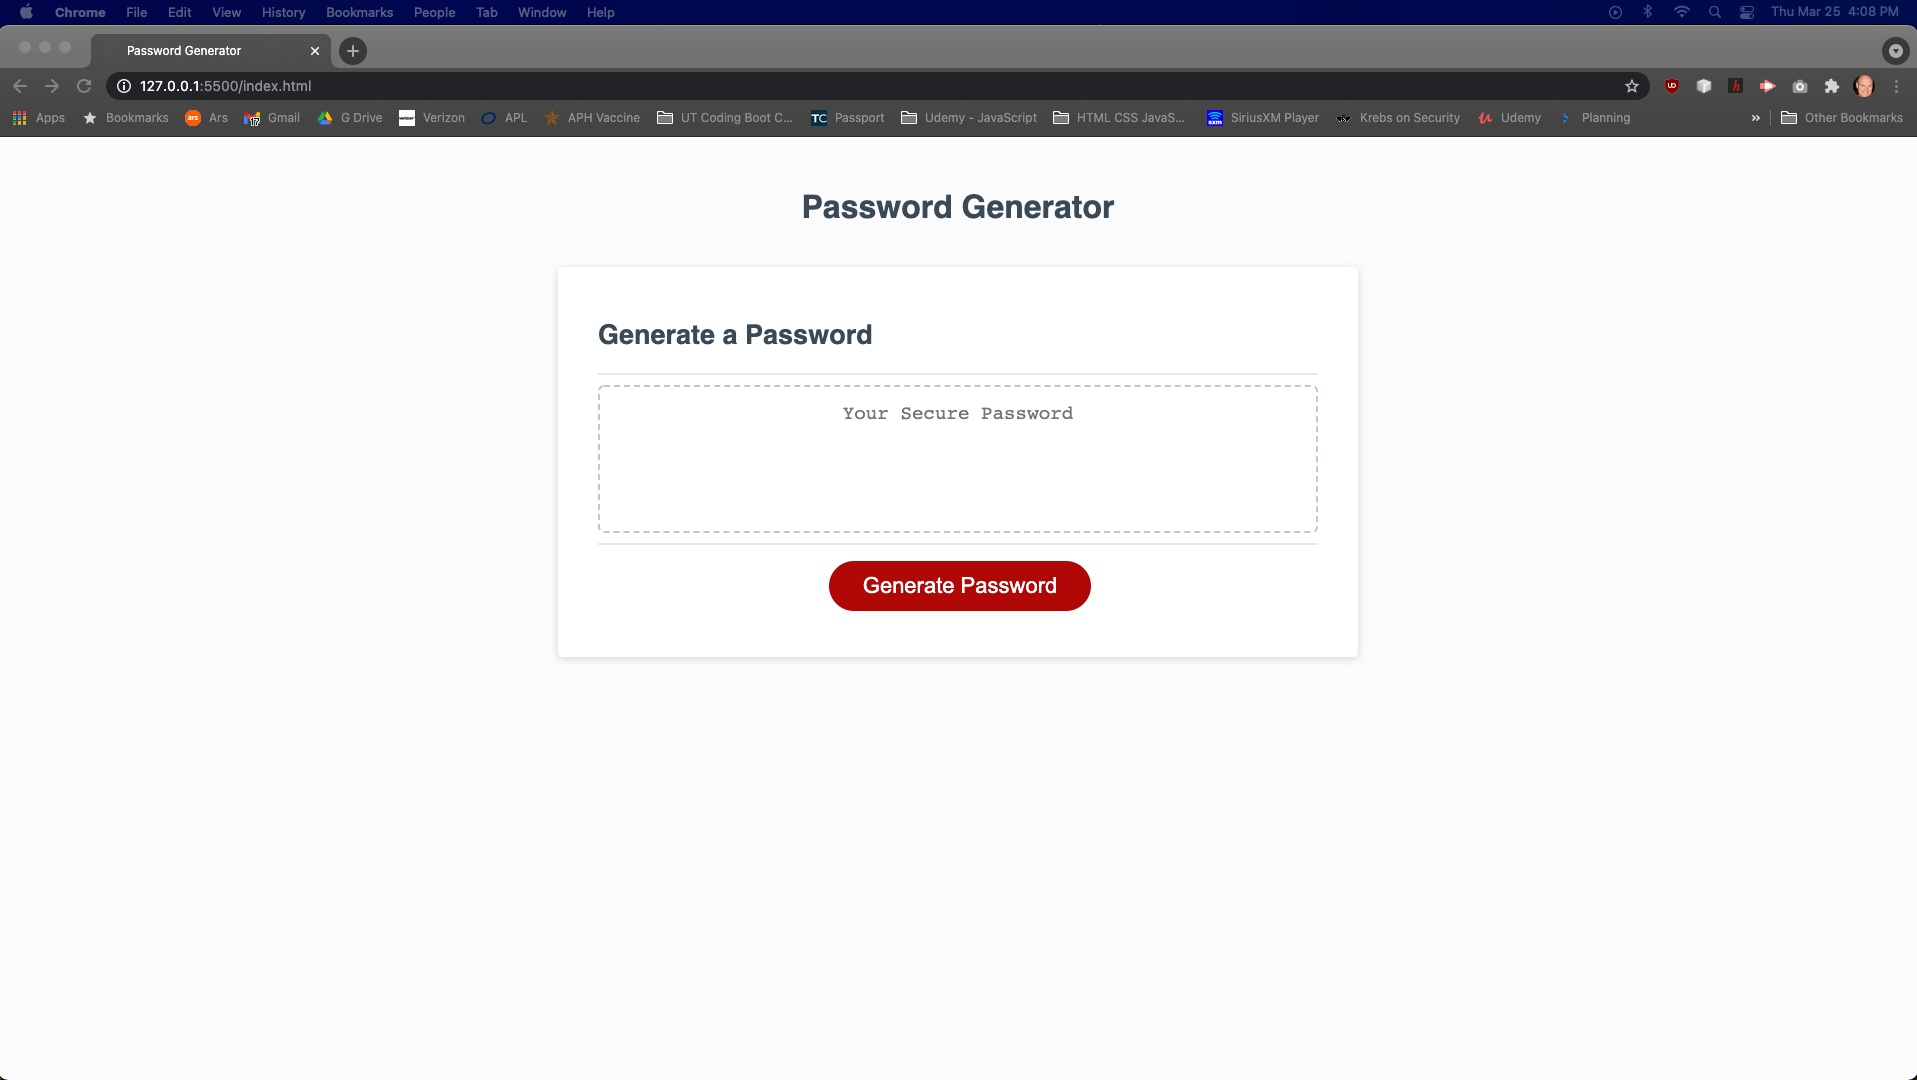 Chrome File Edit View History Bookmarks People Tab Window Help Thu Mar 25 4:08 PM
Password Generator
127.0.0.1:5500/index.html
Apps Bookmarks ars Ars Gmail G Drive Verizon APL APH Vaccine UT Coding Boot C... TC Passport Udemy - JavaScript HTML CSS JavaS... SXM SiriusXM Player Krebs on Security Udemy Planning » Other Bookmarks
Password Generator
Generate a Password
Your Secure Password
Generate Password